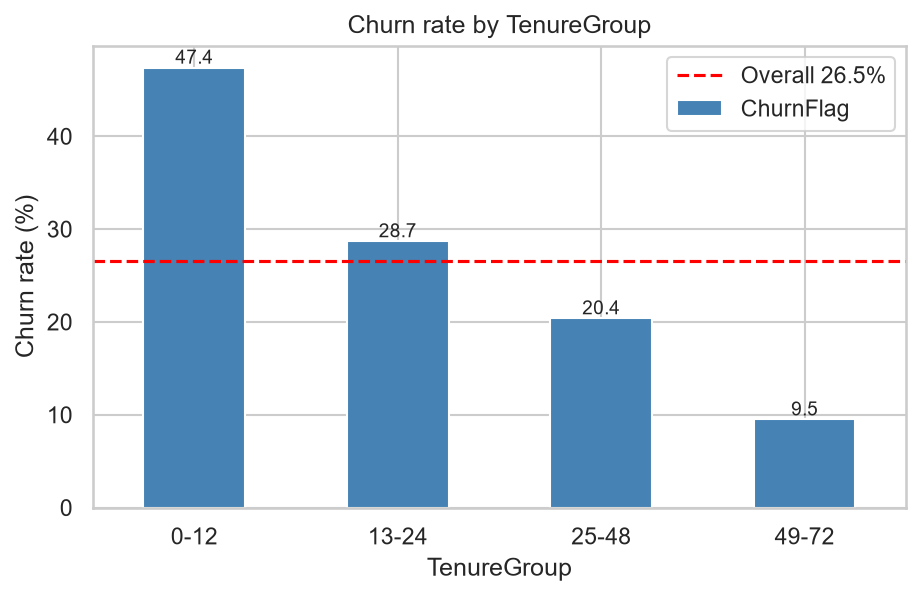 Churn rate by TenureGroup
47.4
Overall 26.5%
ChurnFlag
40
28.7
30
20.4
20
9.5
10
0
Churn rate (%)
0-12
13-24
25-48
49-72
TenureGroup